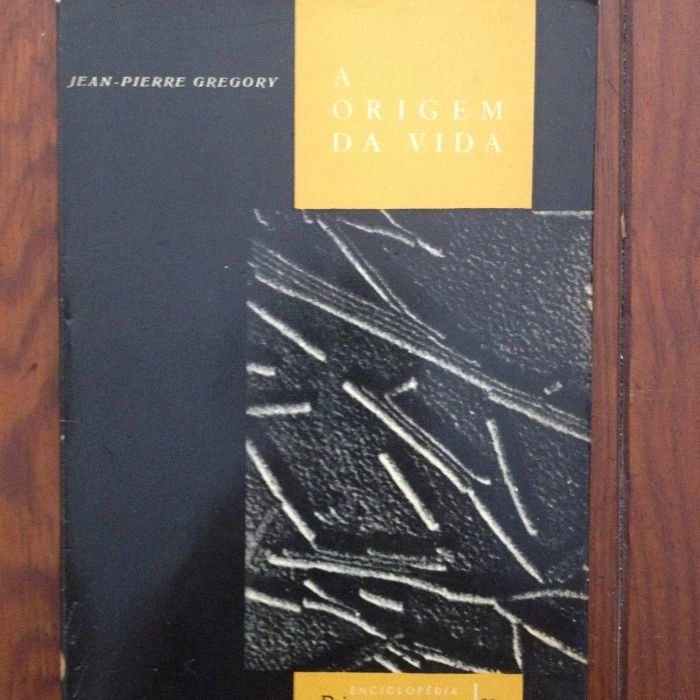 JEAN-PIERRE GREGORY
A
ORIGEM
DA VIDA
ENCICLOPÉDIA